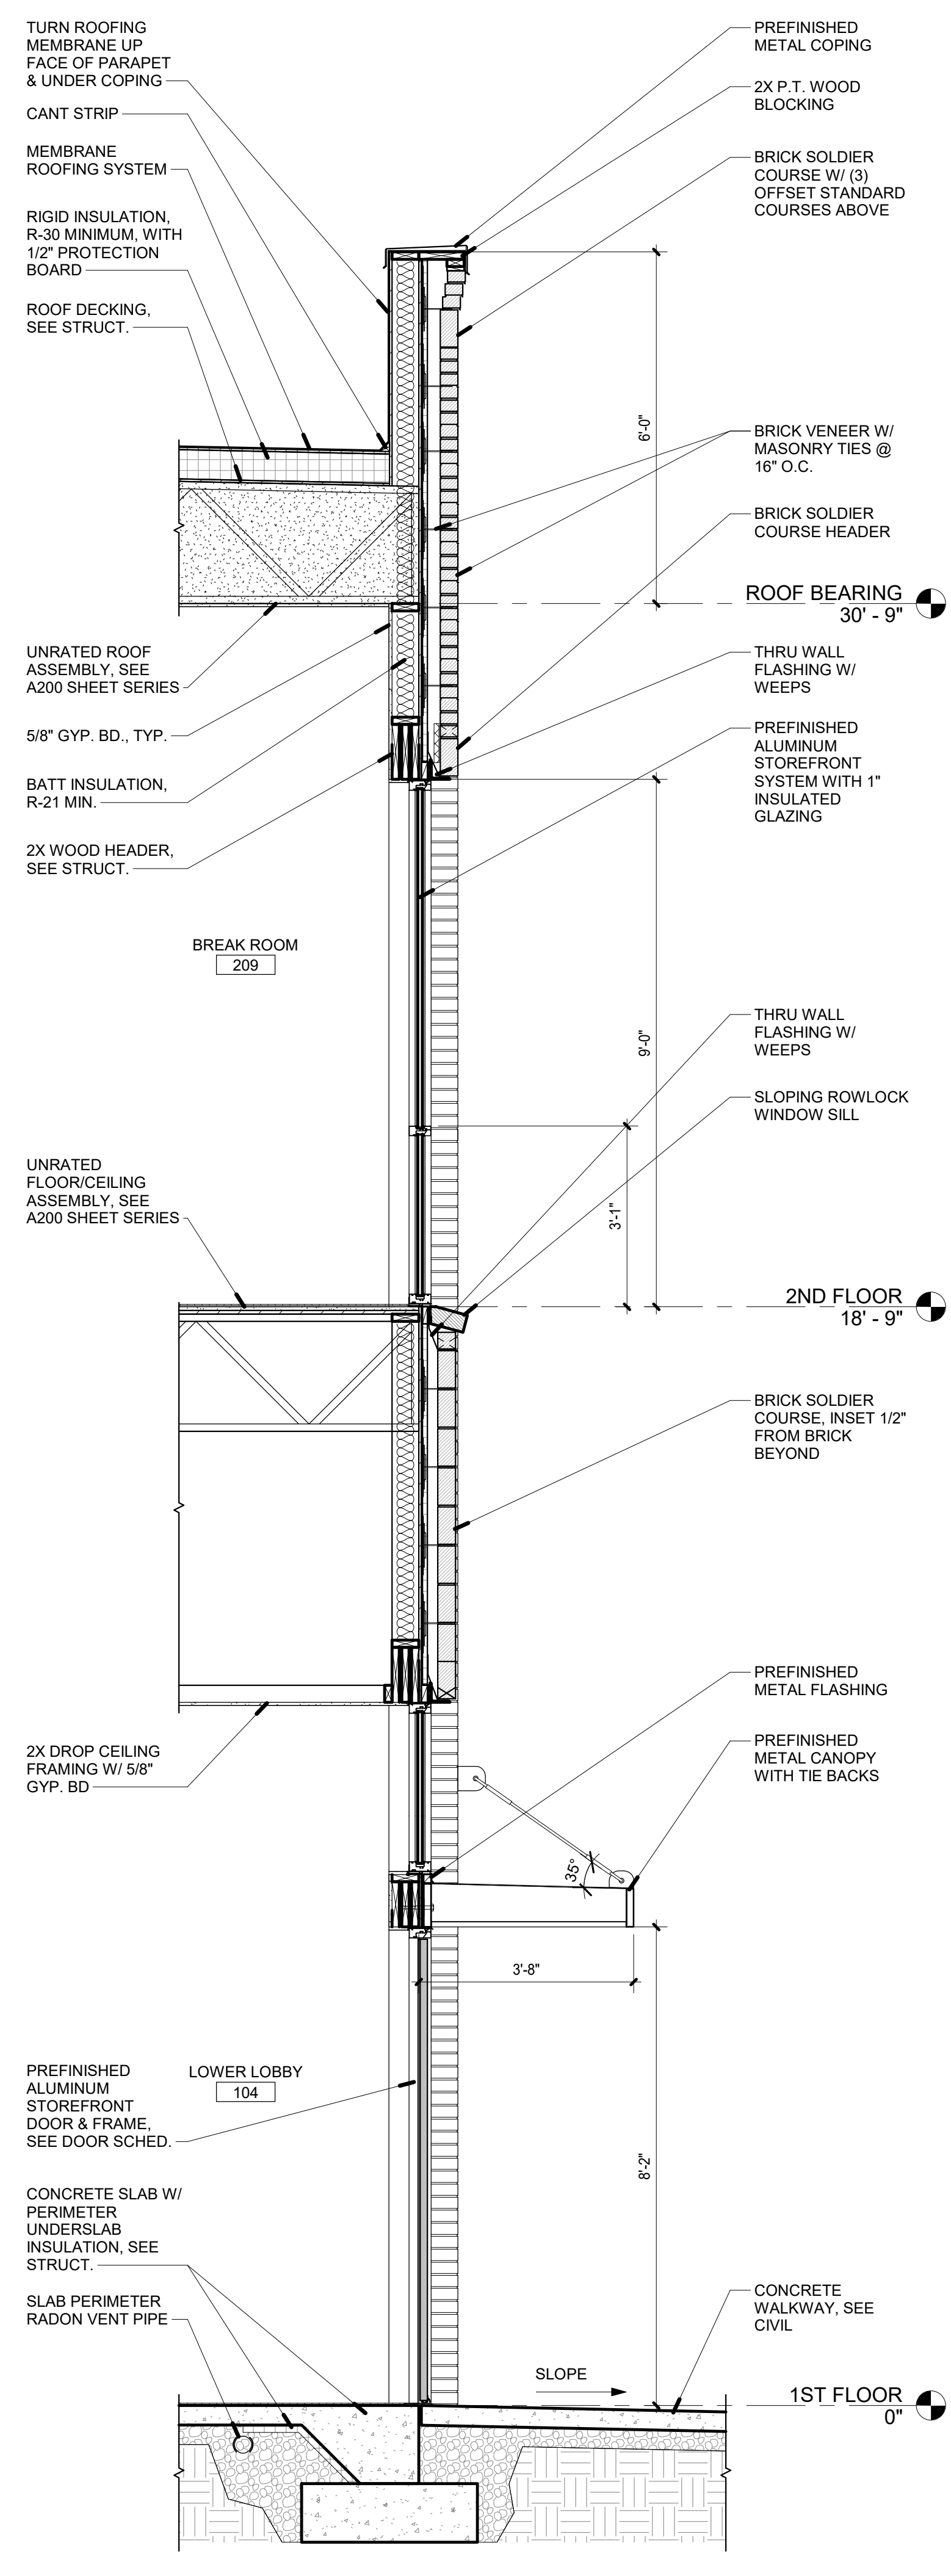 TURN ROOFING
MEMBRANE UP
FACE OF PARAPET
& UNDER COPING
CANT STRIP
MEMBRANE
ROOFING SYSTEM
RIGID INSULATION,
R-30 MINIMUM, WITH
1/2" PROTECTION
BOARD
ROOF DECKING,
SEE STRUCT.
PREFINISHED
METAL COPING
2X P.T. WOOD
BLOCKING
BRICK SOLDIER
COURSE W/ (3)
OFFSET STANDARD
COURSES ABOVE
6'-0"
BRICK VENEER W/
MASONRY TIES @
16" O.C.
BRICK SOLDIER
COURSE HEADER
ROOF BEARING
30' - 9"
UNRATED ROOF
ASSEMBLY, SEE
A200 SHEET SERIES
5/8" GYP. BD., TYP.
BATT INSULATION,
R-21 MIN.
2X WOOD HEADER,
SEE STRUCT.
THRU WALL
FLASHING W/
WEEPS
PREFINISHED
ALUMINUM
STOREFRONT
SYSTEM WITH 1"
INSULATED
GLAZING
BREAK ROOM
209
9'-0"
THRU WALL
FLASHING W/
WEEPS
SLOPING ROWLOCK
WINDOW SILL
3'-1"
UNRATED
FLOOR/CEILING
ASSEMBLY, SEE
A200 SHEET SERIES
2ND FLOOR
18' - 9"
BRICK SOLDIER
COURSE, INSET 1/2"
FROM BRICK
BEYOND
PREFINISHED
METAL FLASHING
2X DROP CEILING
FRAMING W/ 5/8"
GYP. BD
PREFINISHED
METAL CANOPY
WITH TIE BACKS
35°
3'-8"
PREFINISHED
ALUMINUM
STOREFRONT
DOOR & FRAME,
SEE DOOR SCHED.
LOWER LOBBY
104
8'-2"
CONCRETE SLAB W/
PERIMETER
UNDERSLAB
INSULATION, SEE
STRUCT.
SLAB PERIMETER
RADON VENT PIPE
CONCRETE
WALKWAY, SEE
CIVIL
SLOPE
1ST FLOOR
0"